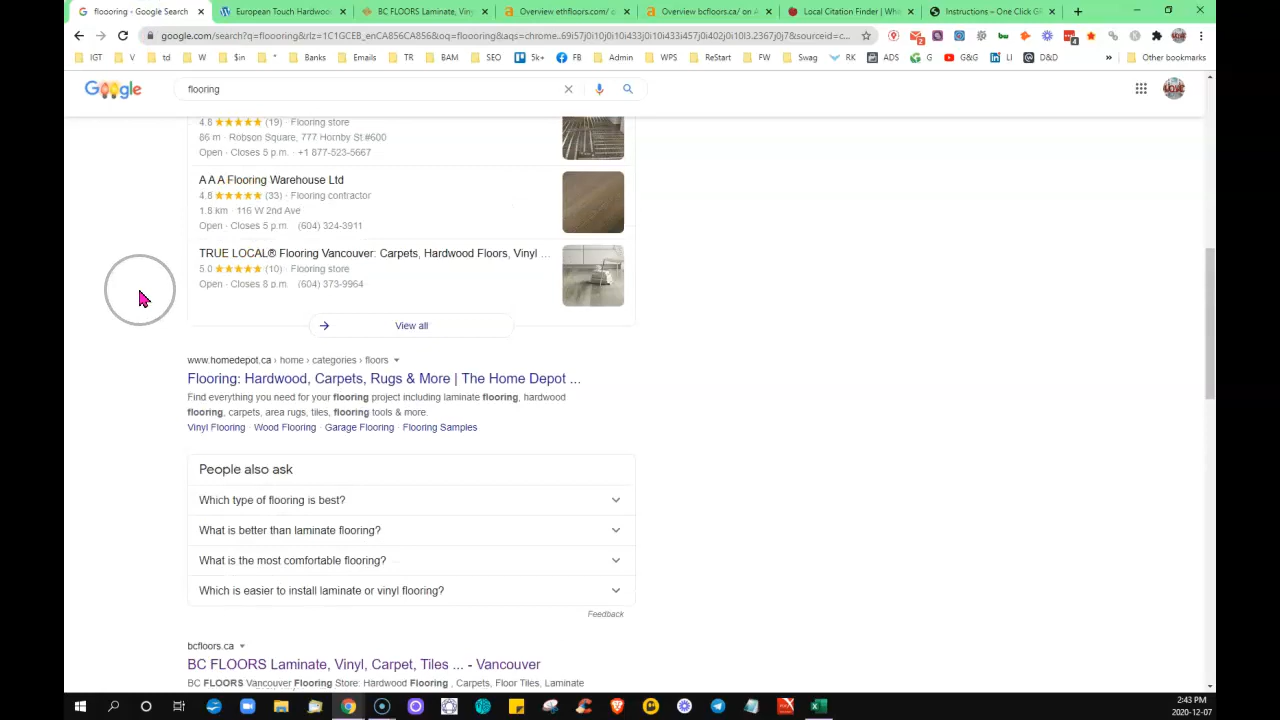 flooring - Google Search
European Touch Hardwoo
BC FLOORS Laminate, Viny
Overview ethfloors.com/
Overview bcfloors.ca/ on A
Local Citation Finder | Whi
Instructions – One Click G
google.com/search?q=floooring&rlz=1C1GCEB_enCA856CA856&oq=floooring&aqs=chrome..69i57j0i10j0i433j0i10i433i457j0i402j0i10l3.2367j0j7&sourceid=c...
IGT V td W $in * Banks Emails TR BAM SEO 5k+ FB Admin WPS ReStart FW Swag RK ADS G G&G LI D&D » Other bookmarks
Google
flooring
4.8 (19) · Flooring store
86 m · Robson Square, 777 Hornby St #600
Open · Closes 5 p.m. · +1 877-523-5667
A A A Flooring Warehouse Ltd
4.8 (33) · Flooring contractor
1.8 km · 116 W 2nd Ave
Open · Closes 5 p.m. · (604) 324-3911
TRUE LOCAL® Flooring Vancouver: Carpets, Hardwood Floors, Vinyl ...
5.0 (10) · Flooring store
Open · Closes 8 p.m. · (604) 373-9964
View all
www.homedepot.ca › home › categories › floors
Flooring: Hardwood, Carpets, Rugs & More | The Home Depot ...
Find everything you need for your flooring project including laminate flooring, hardwood
flooring, carpets, area rugs, tiles, flooring tools & more.
Vinyl Flooring · Wood Flooring · Garage Flooring · Flooring Samples
People also ask
Which type of flooring is best?
What is better than laminate flooring?
What is the most comfortable flooring?
Which is easier to install laminate or vinyl flooring?
Feedback
bcfloors.ca
BC FLOORS Laminate, Vinyl, Carpet, Tiles ... - Vancouver
BC FLOORS Vancouver Flooring Store: Hardwood Flooring , Carpets, Floor Tiles, Laminate
2:43 PM
2020-12-07